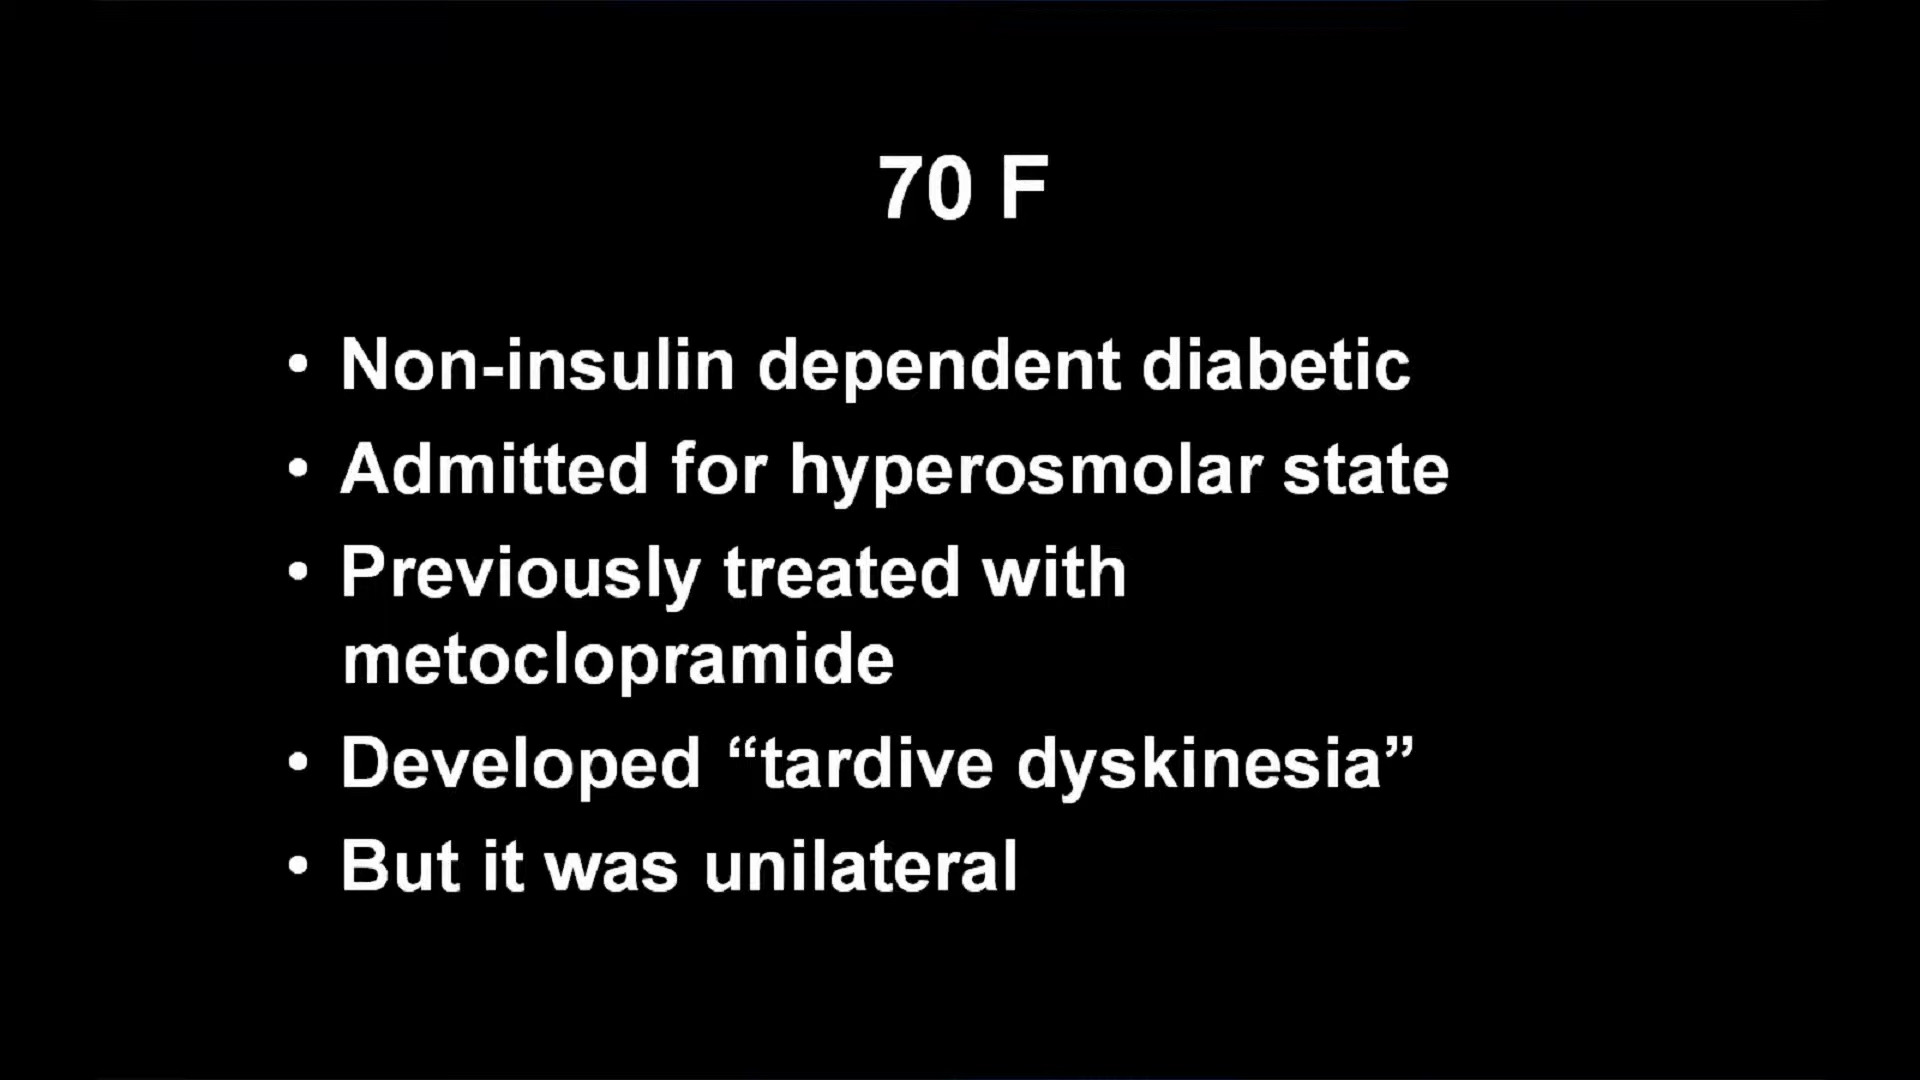 70 F
• Non-insulin dependent diabetic
• Admitted for hyperosmolar state
• Previously treated with
metoclopramide
• Developed “tardive dyskinesia”
• But it was unilateral